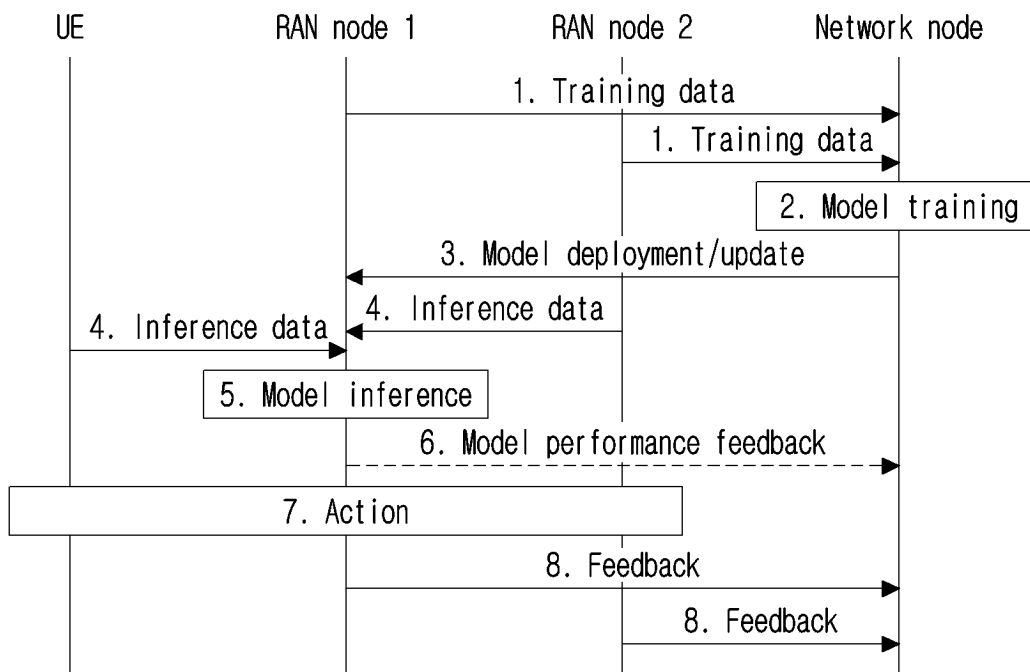 UE
RAN node 1
RAN node 2
Network node
1. Training data
1. Training data
2. Model training
3. Model deployment/update
4. Inference data
4. Inference data
5. Model inference
6. Model performance feedback
7. Action
8. Feedback
8. Feedback